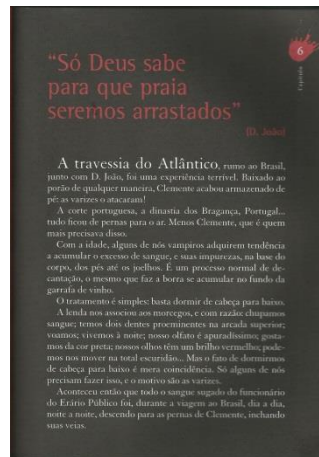 6
Capítulo
“Só Deus sabe
para que praia
seremos arrastados”
(D. João)
A travessia do Atlântico, rumo ao Brasil,
junto com D. João, foi uma experiência terrível. Baixado ao
porão de qualquer maneira, Clemente acabou armazenado de
pé: as varizes o atacaram!
A corte portuguesa, a dinastia dos Bragança, Portugal...
tudo ficou de pernas para o ar. Menos Clemente, que é quem
mais precisava disso.
Com a idade, alguns de nós vampiros adquirem tendência
a acumular o excesso de sangue, e suas impurezas, na base do
corpo, dos pés até os joelhos. É um processo normal de de-
cantação, o mesmo que faz a borra se acumular no fundo da
garrafa de vinho.
O tratamento é simples: basta dormir de cabeça para baixo.
A lenda nos associou aos morcegos, e com razão: chupamos
sangue; temos dois dentes proeminentes na arcada superior;
voamos; vivemos à noite; nosso olfato é apuradíssimo; gosta-
mos da cor preta; nossos olhos têm um brilho vermelho; pode-
mos nos mover na total escuridão... Mas o fato de dormirmos
de cabeça para baixo é mera coincidência. Só alguns de nós
precisam fazer isso, e o motivo são as varizes.
Aconteceu então que todo o sangue sugado do funcionário
do Erário Público foi, durante a viagem ao Brasil, dia a dia,
noite a noite, descendo para as pernas de Clemente, inchando
suas veias.